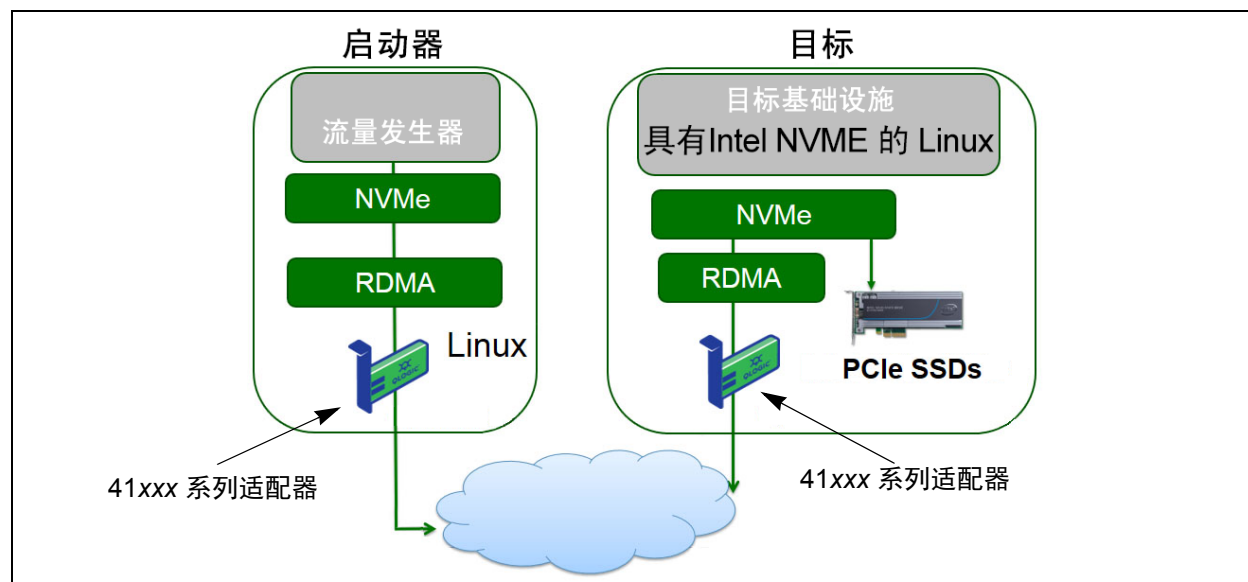 启动器
流量发生器
NVMe
RDMA
Linux
QLOGIC
41xxx 系列适配器
目标
目标基础设施
具有Intel NVME 的 Linux
NVMe
RDMA
PCIe SSDs
QLOGIC
41xxx 系列适配器